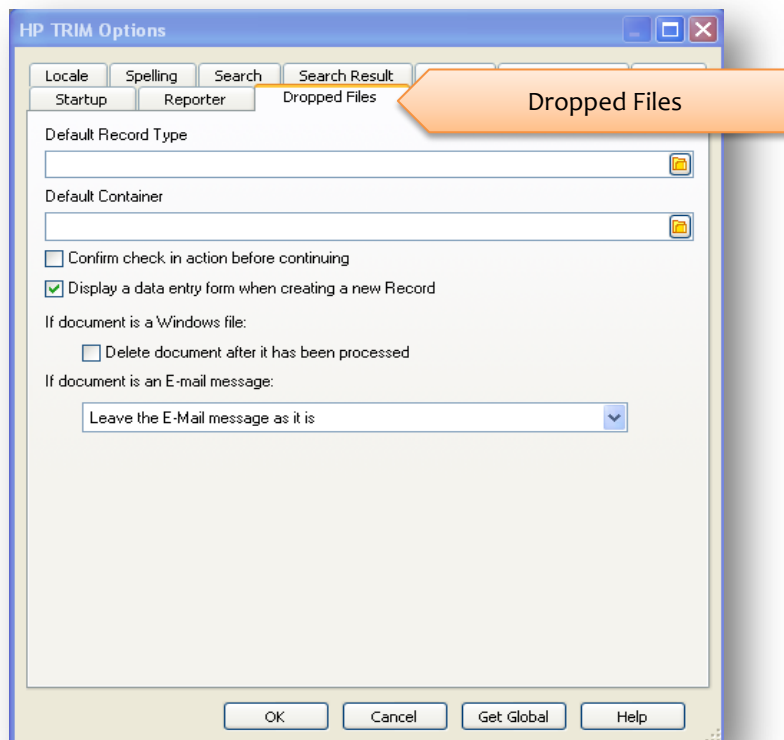 HP TRIM Options
Locale Spelling Search Search Result
Startup Reporter Dropped Files
Dropped Files
Default Record Type
Default Container
Confirm check in action before continuing
Display a data entry form when creating a new Record
If document is a Windows file:
Delete document after it has been processed
If document is an E-mail message:
Leave the E-Mail message as it is
OK Cancel Get Global Help